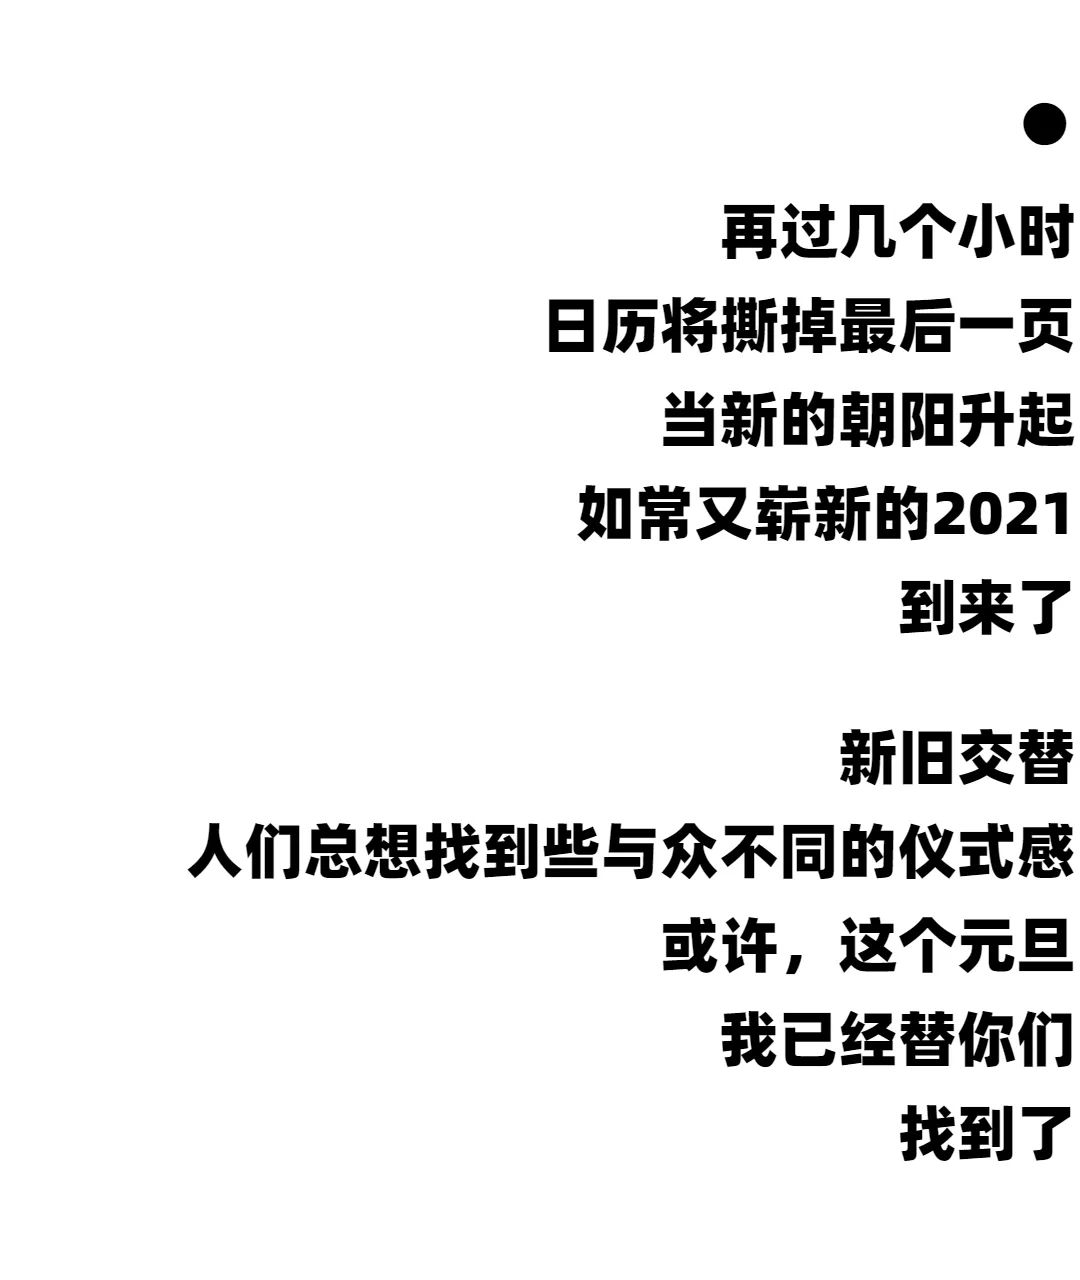 再过几个小时
日历将撕掉最后一页
当新的朝阳升起
如常又崭新的2021
到来了
新旧交替
人们总想找到些与众不同的仪式感
或许，这个元旦
我已经替你们
找到了